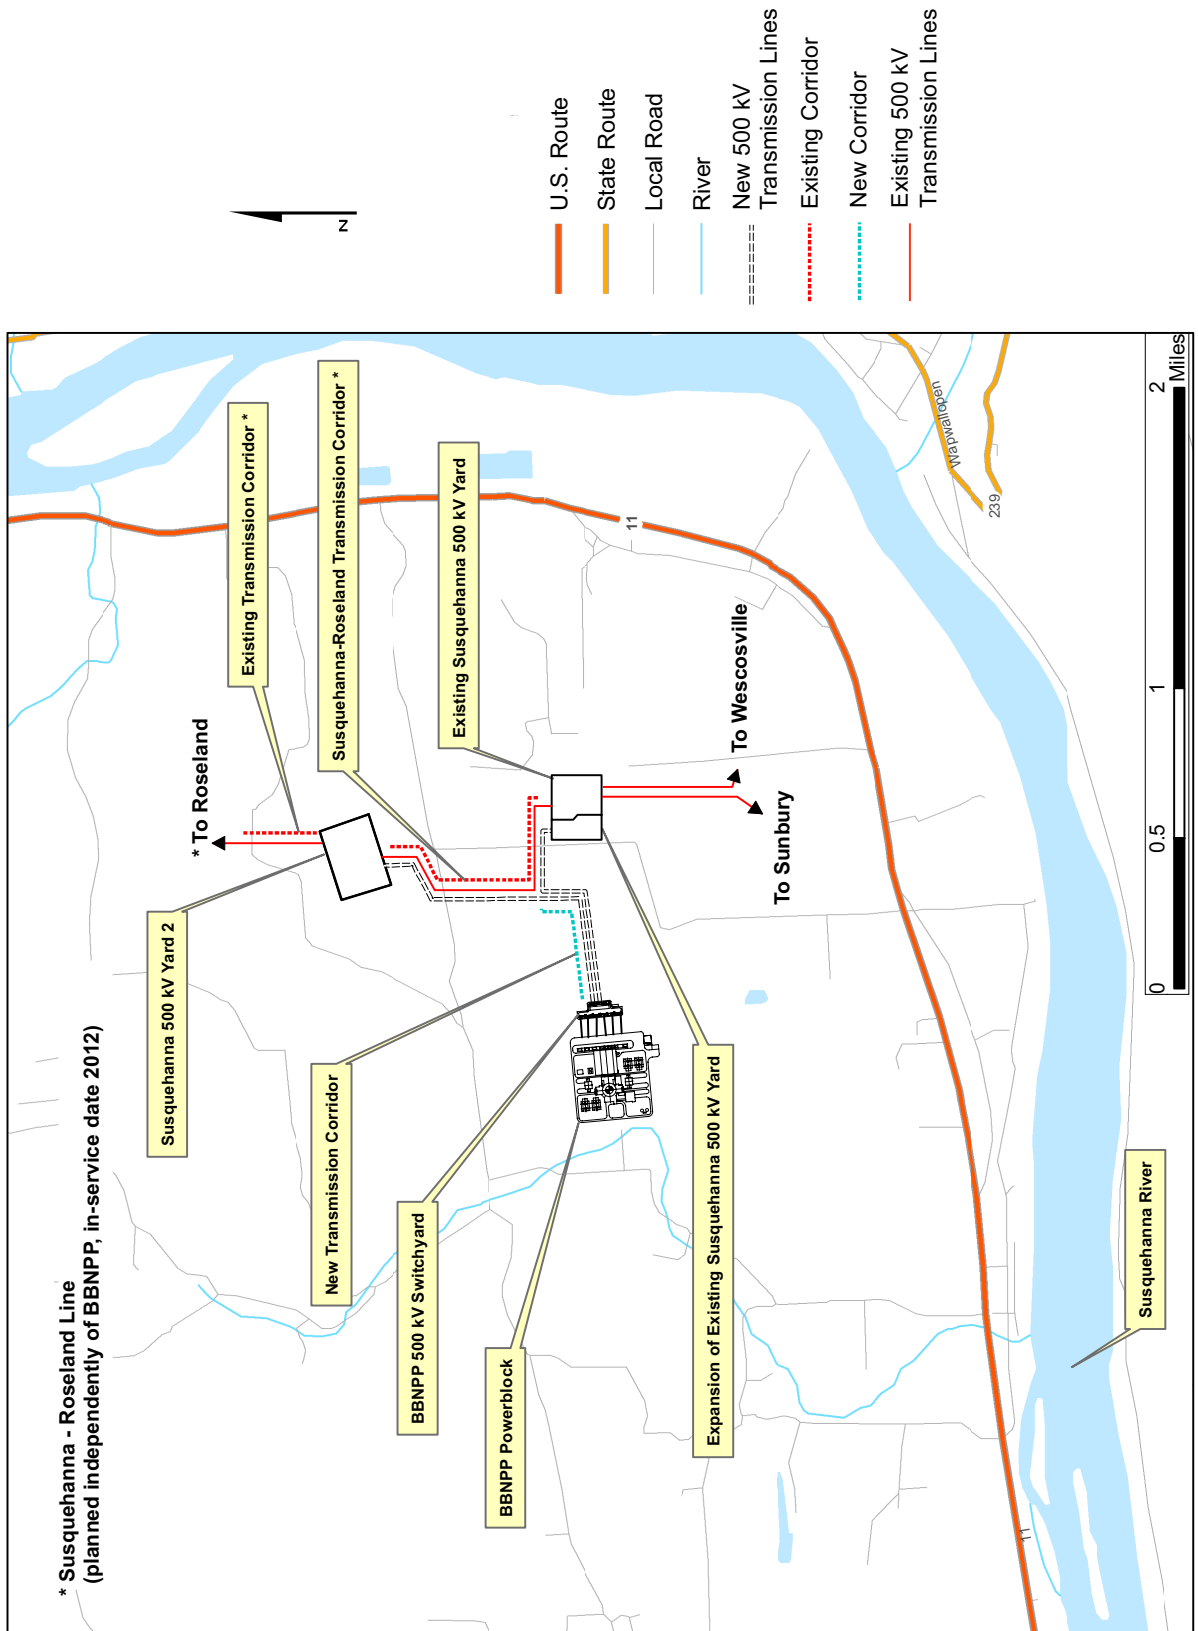 * Susquehanna - Roseland Line
(planned independently of BBNPP, in-service date 2012)
* To Roseland
Existing Transmission Corridor *
Susquehanna 500 kV Yard 2
Susquehanna-Roseland Transmission Corridor *
New Transmission Corridor
Existing Susquehanna 500 kV Yard
BBNPP 500 kV Switchyard
BBNPP Powerblock
Expansion of Existing Susquehanna 500 kV Yard
To Wescosville
To Sunbury
11
Wapwallopen
239
11
Susquehanna River
0
0.5
1
2
Miles
N
U.S. Route
State Route
Local Road
River
New 500 kV
Transmission Lines
Existing Corridor
New Corridor
Existing 500 kV
Transmission Lines